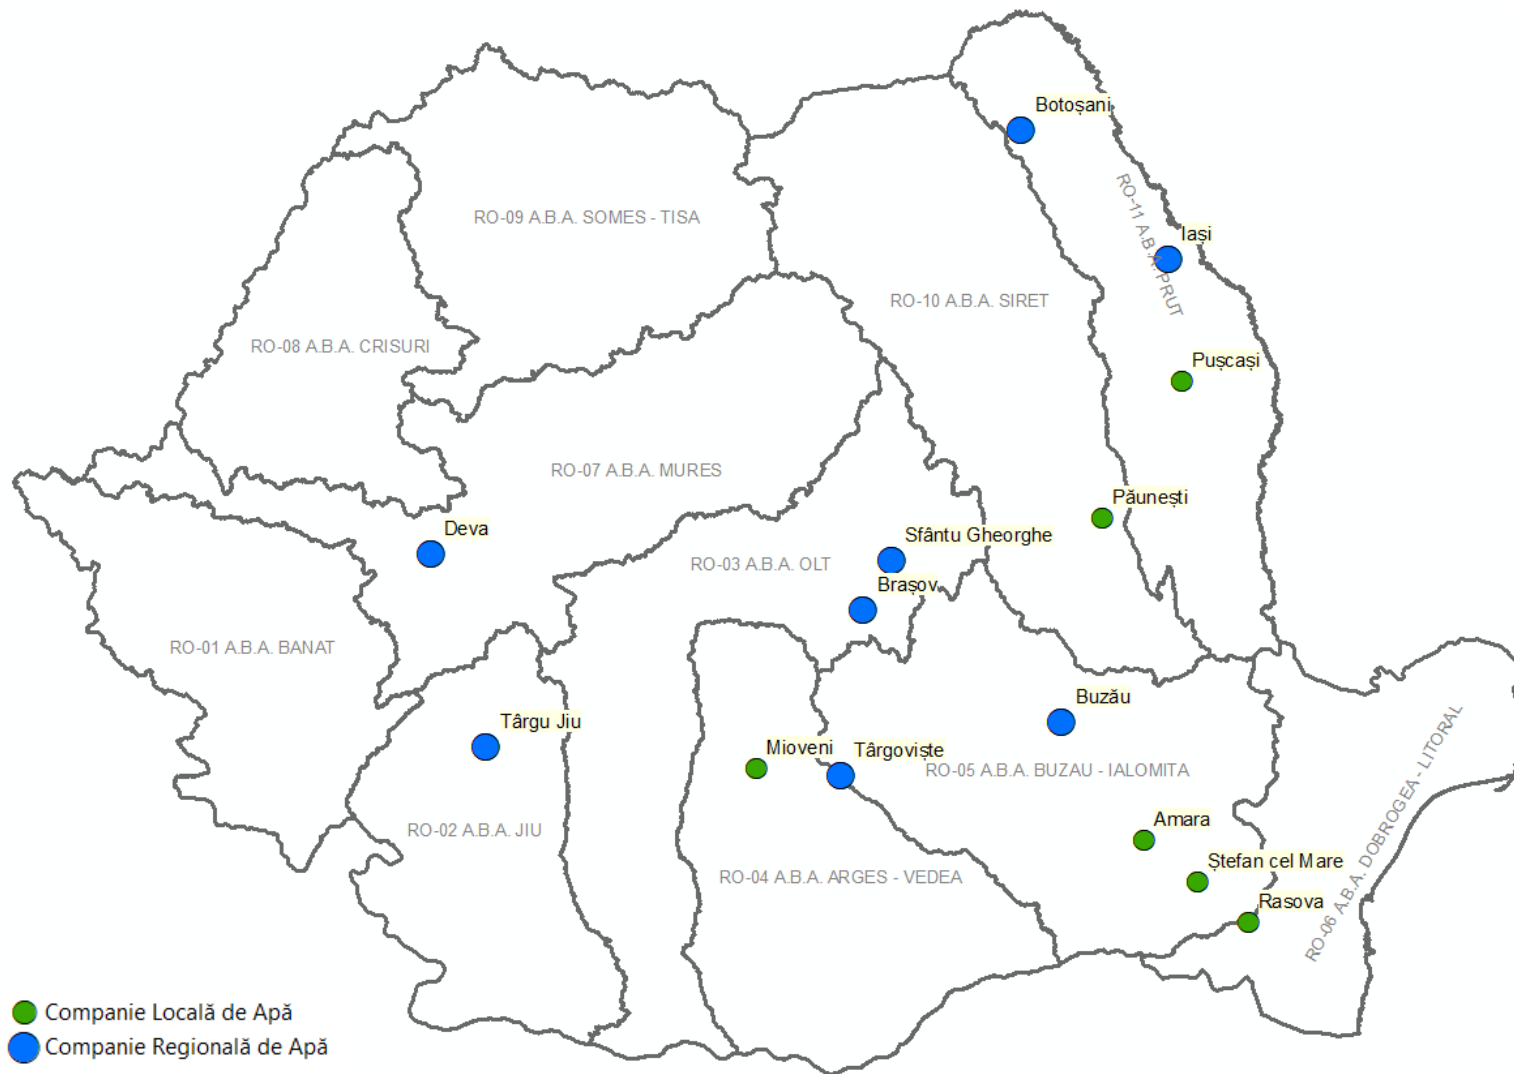 Botoșani
RO-09 A.B.A. SOMES - TISA
RO-11 A.B.A. PRUT
Iași
RO-10 A.B.A. SIRET
RO-08 A.B.A. CRISURI
Pușcași
RO-07 A.B.A. MURES
Păunești
Deva
Sfântu Gheorghe
RO-03 A.B.A. OLT
Brașov
RO-01 A.B.A. BANAT
Buzău
Târgu Jiu
Mioveni
Târgoviște
RO-05 A.B.A. BUZAU - IALOMITA
Amara
RO-02 A.B.A. JIU
RO-06 A.B.A. DOBROGEA - LITORAL
Ștefan cel Mare
RO-04 A.B.A. ARGES - VEDEA
Rasova
Companie Locală de Apă
Companie Regională de Apă